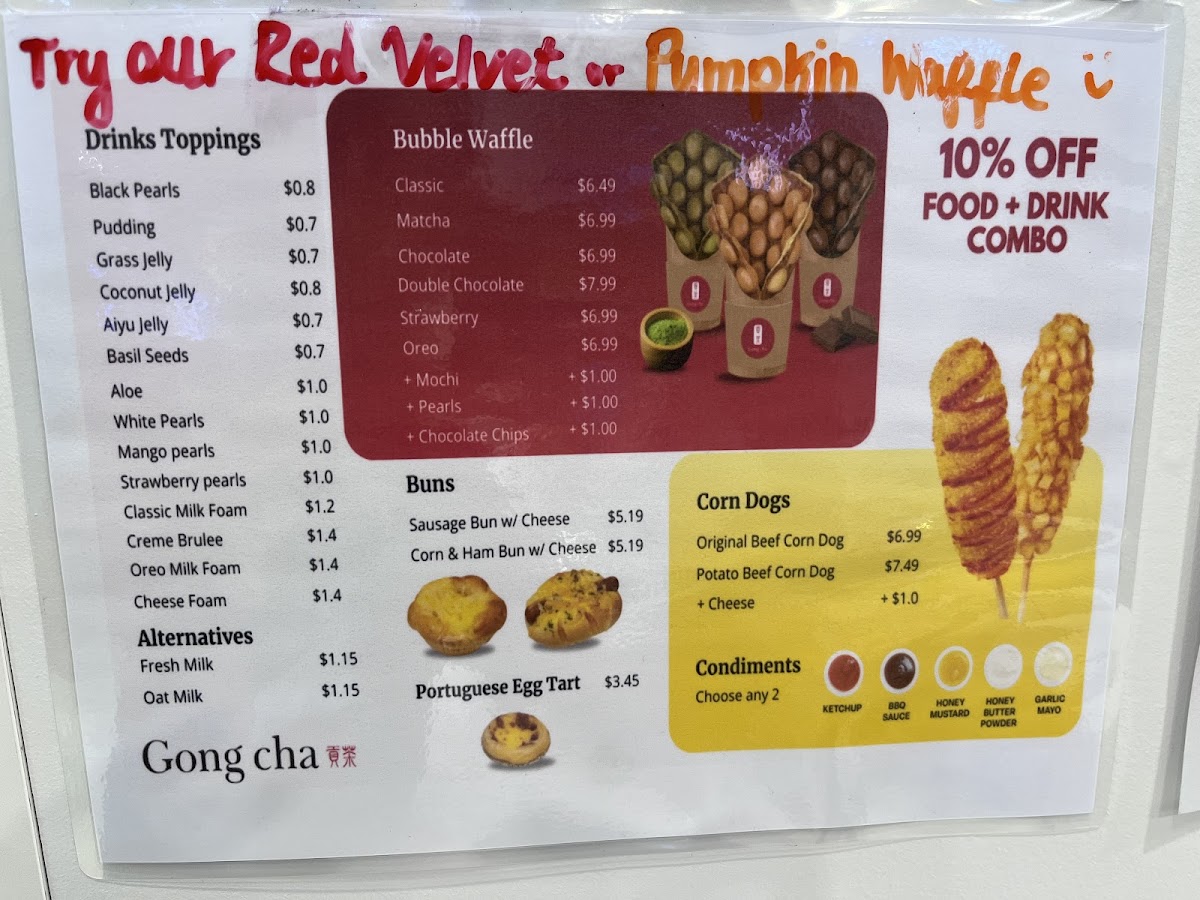 Try our Red Velvet or Pumpkin Waffle :)
Drinks Toppings
Black Pearls $0.8
Pudding $0.7
Grass Jelly $0.7
Coconut Jelly $0.8
Aiyu Jelly $0.7
Basil Seeds $0.7
Aloe $1.0
White Pearls $1.0
Mango pearls $1.0
Strawberry pearls $1.0
Classic Milk Foam $1.2
Creme Brulee $1.4
Oreo Milk Foam $1.4
Cheese Foam $1.4
Alternatives
Fresh Milk $1.15
Oat Milk $1.15
Gong cha 貢茶
Bubble Waffle
Classic $6.49
Matcha $6.99
Chocolate $6.99
Double Chocolate $7.99
Strawberry $6.99
Oreo $6.99
+ Mochi + $1.00
+ Pearls + $1.00
+ Chocolate Chips + $1.00
Buns
Sausage Bun w/ Cheese $5.19
Corn & Ham Bun w/ Cheese $5.19
Portuguese Egg Tart $3.45
10% OFF
FOOD + DRINK
COMBO
Corn Dogs
Original Beef Corn Dog $6.99
Potato Beef Corn Dog $7.49
+ Cheese + $1.0
Condiments
Choose any 2
KETCHUP
BBQ
SAUCE
HONEY
MUSTARD
HONEY
BUTTER
POWDER
GARLIC
MAYO